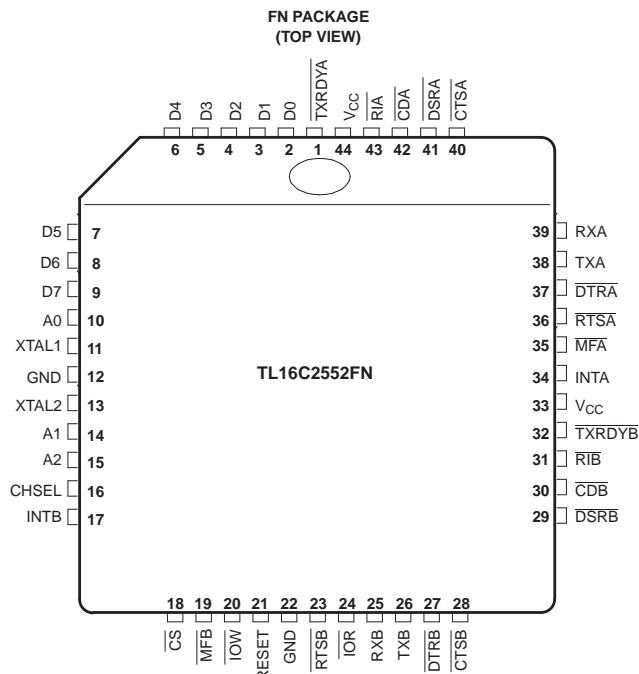 FN PACKAGE
(TOP VIEW)
D4
D3
D2
D1
D0
TXRDYA
VCC
RIA
CDA
DSRA
CTSA
6 5 4 3 2 1 44 43 42 41 40
D5 7
D6 8
D7 9
A0 10
XTAL1 11
GND 12
XTAL2 13
A1 14
A2 15
CHSEL 16
INTB 17
TL16C2552FN
39 RXA
38 TXA
37 DTRA
36 RTSA
35 MFA
34 INTA
33 VCC
32 TXRDYB
31 RIB
30 CDB
29 DSRB
18 19 20 21 22 23 24 25 26 27 28
CS
MFB
IOW
RESET
GND
RTSB
IOR
RXB
TXB
DTRB
CTSB